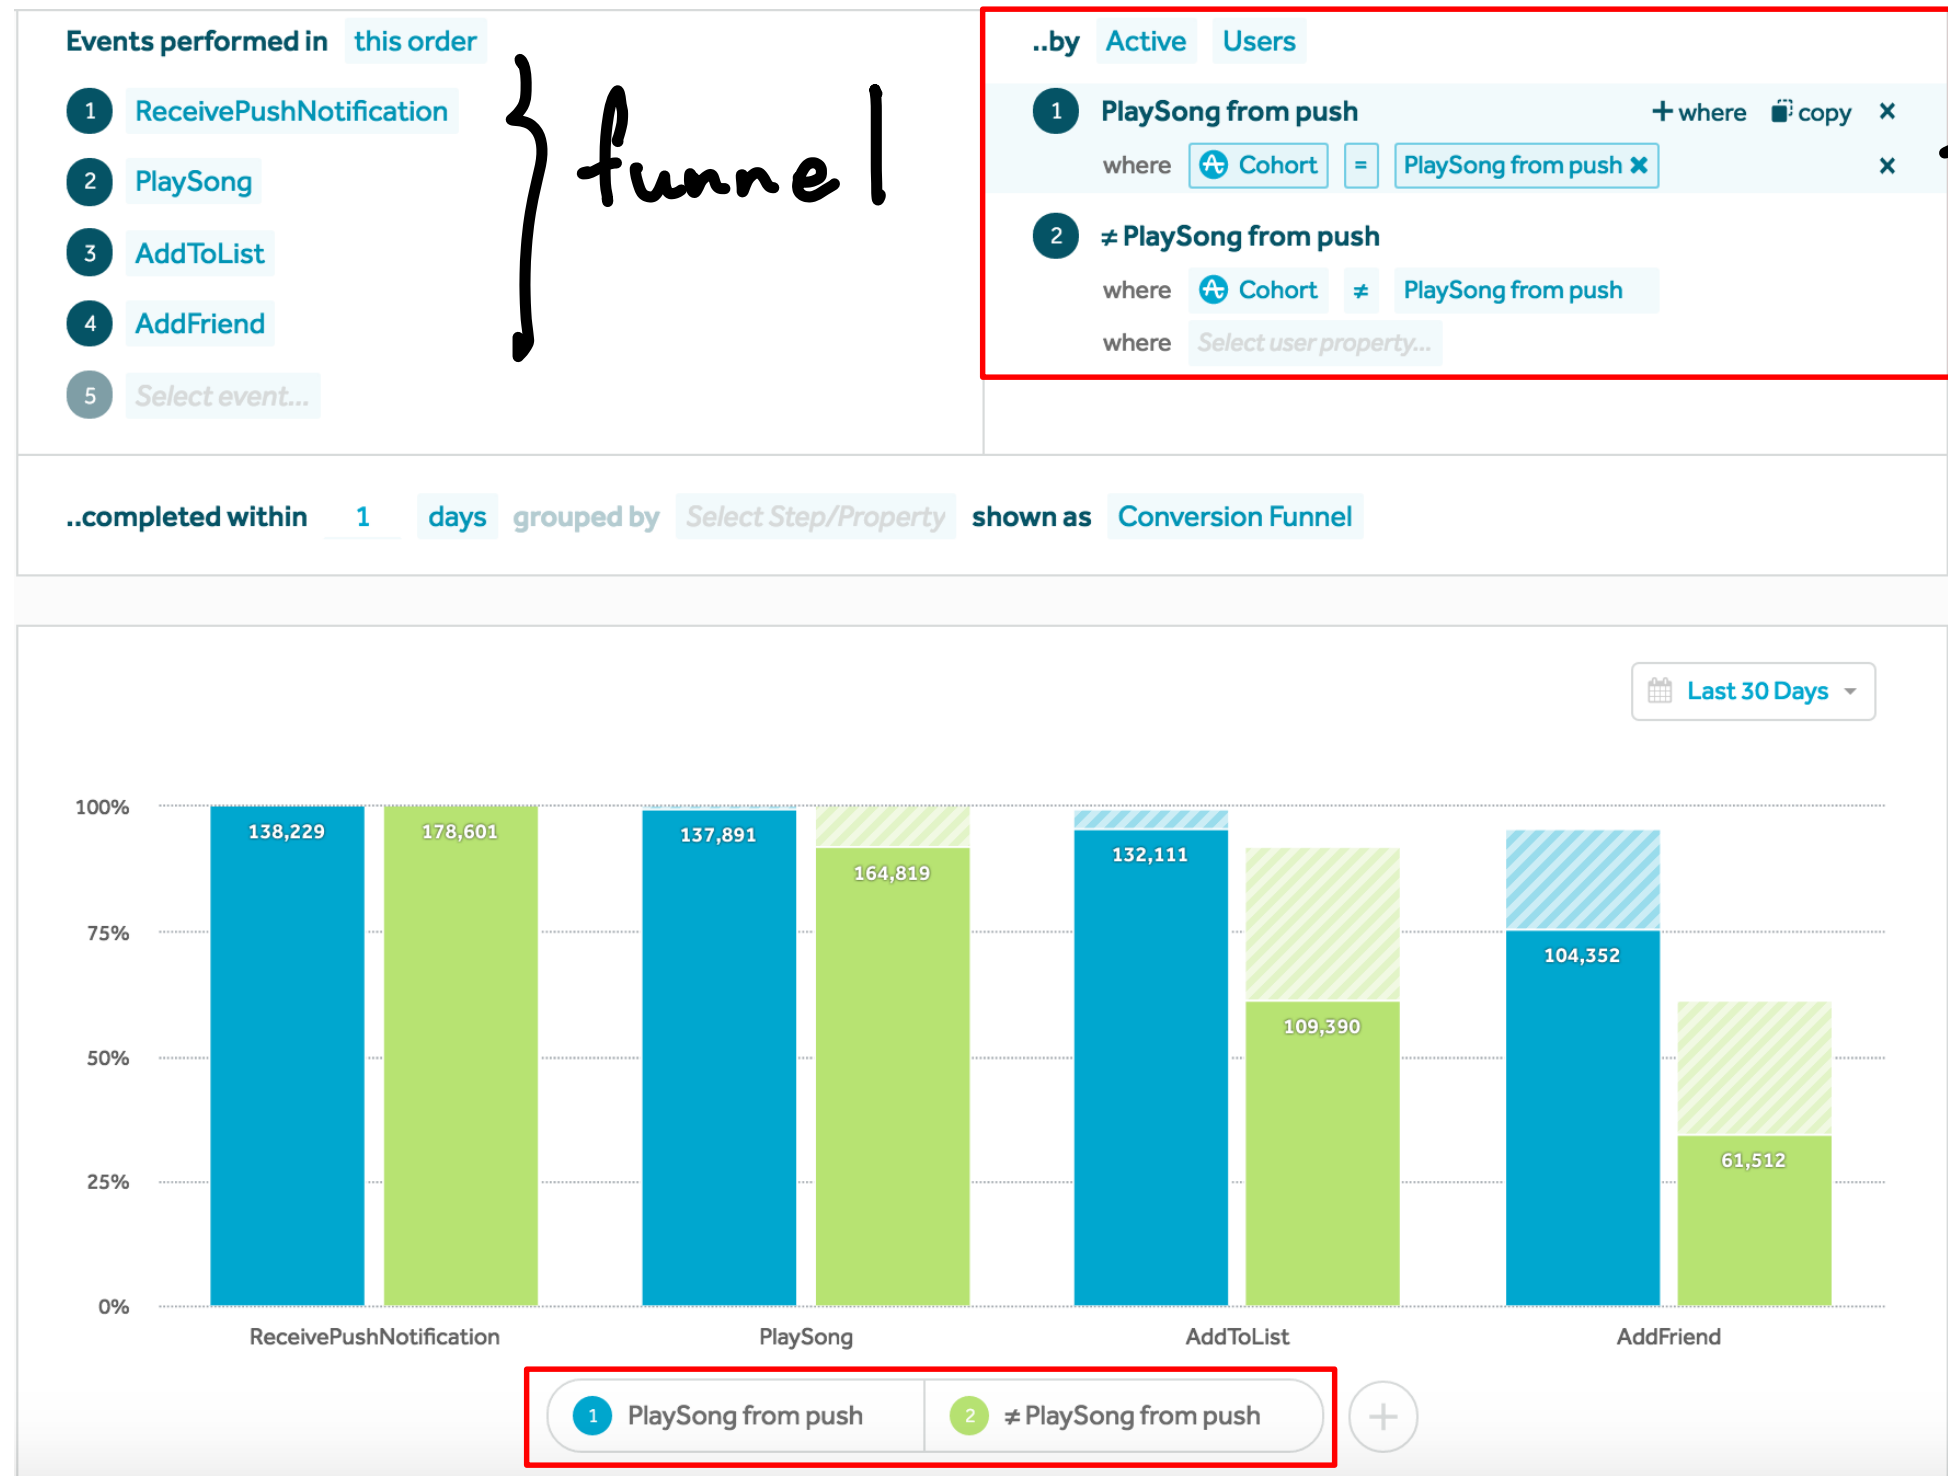 Events performed in this order
1 ReceivePushNotification
2 PlaySong
3 AddToList
4 AddFriend
5 Select event...
funnel
..by Active Users
1 PlaySong from push + where copy ×
where Cohort = PlaySong from push × ×
2 ≠ PlaySong from push
where Cohort ≠ PlaySong from push
where Select user property...
..completed within 1 days grouped by Select Step/Property shown as Conversion Funnel
Last 30 Days
100%
75%
50%
25%
0%
138,229 178,601 137,891 164,819 132,111 109,390 104,352 61,512
ReceivePushNotification PlaySong AddToList AddFriend
1 PlaySong from push 2 ≠ PlaySong from push +